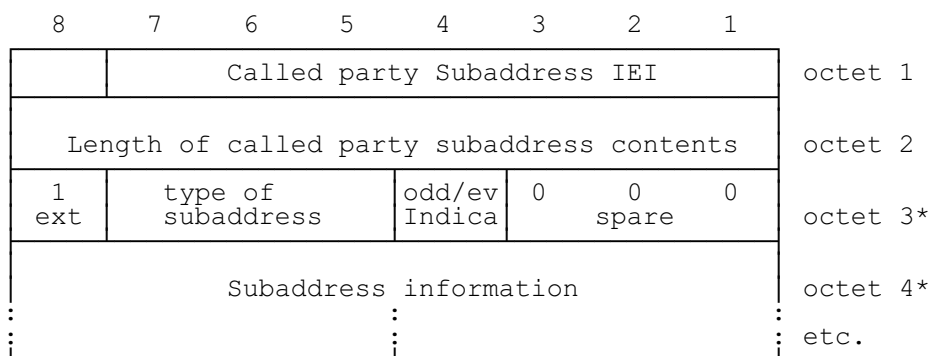 8 7 6 5 4 3 2 1
Called party Subaddress IEI octet 1
Length of called party subaddress contents octet 2
1 type of odd/ev 0 0 0
ext subaddress Indica spare octet 3*
Subaddress information octet 4*
: : : etc.